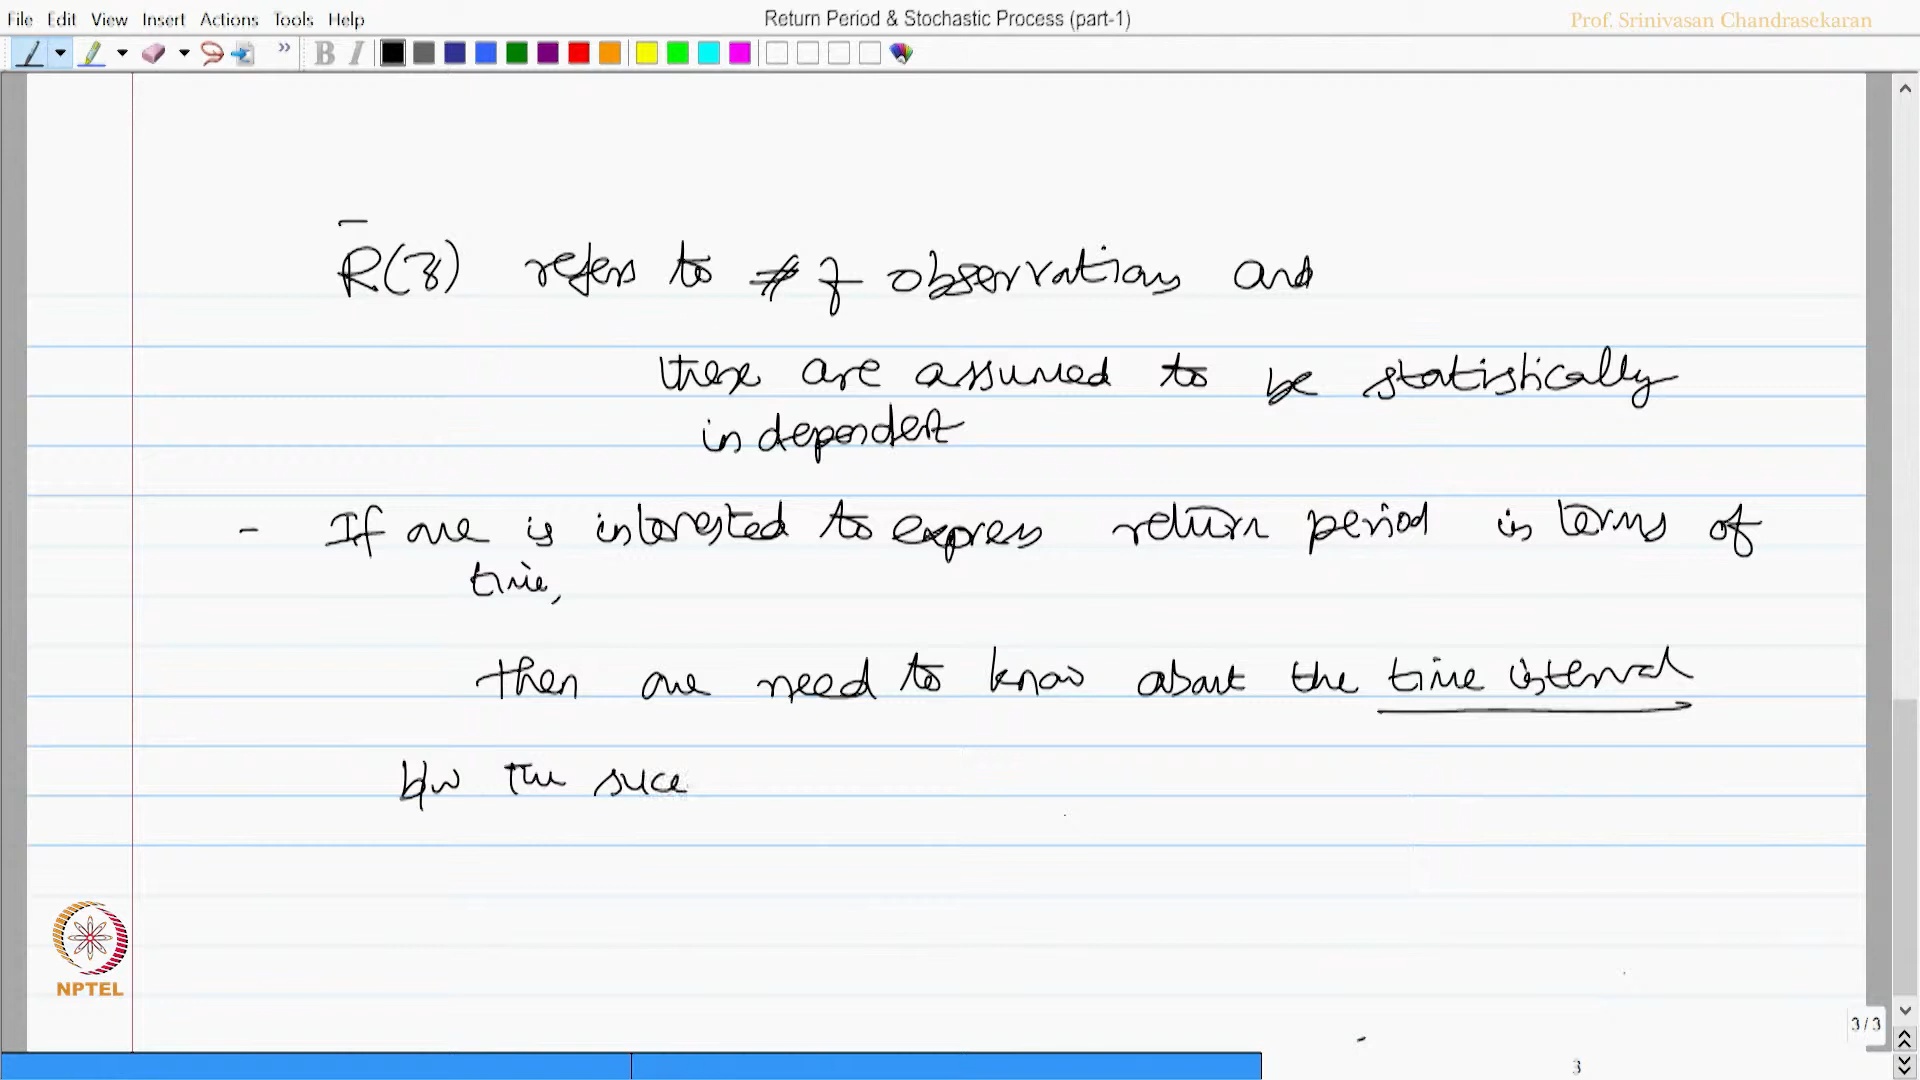 File Edit View Insert Actions Tools Help
Return Period & Stochastic Process (part-1)
Prof. Srinivasan Chandrasekaran
B I
R̄(z) refers to # of observations and
these are assumed to be statistically
independent
- If one is interested to express return period in terms of
time,
then one need to know about the time interval
b/w the succe
NPTEL
3 / 3
3